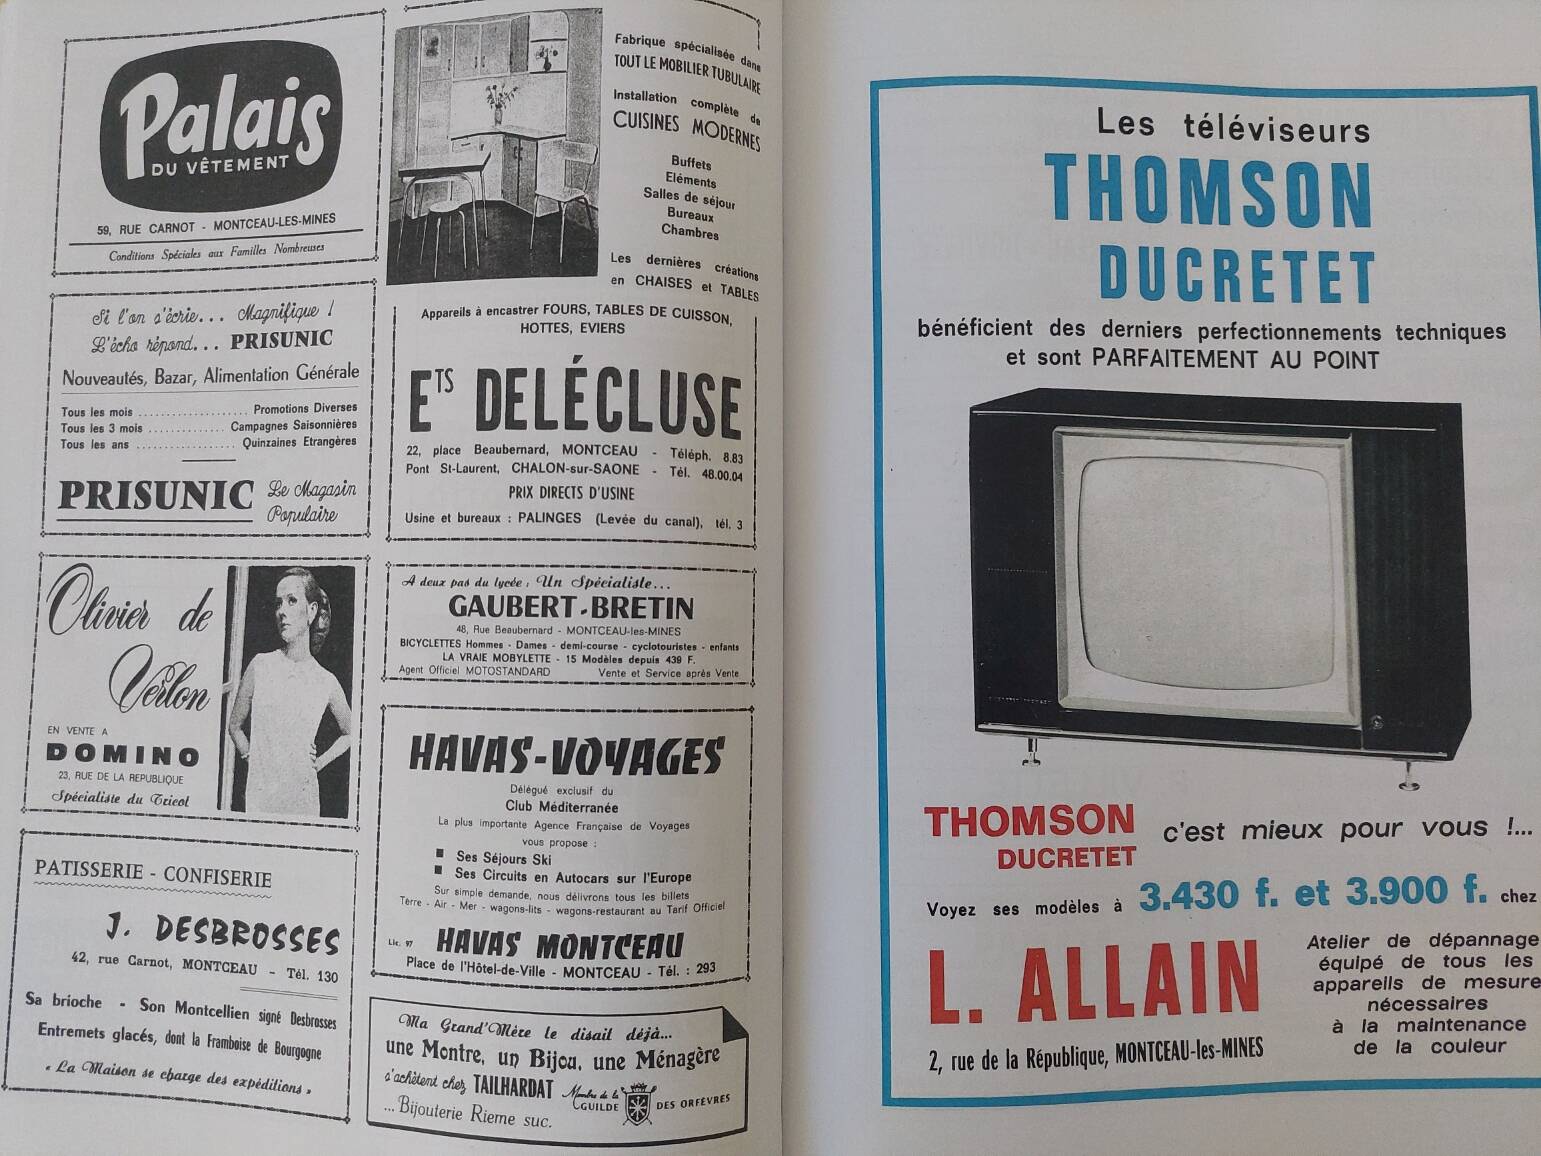 Palais
DU VÊTEMENT
59, RUE CARNOT - MONTCEAU-LES-MINES
Conditions Spéciales aux Familles Nombreuses
Si l'on s'écrie... Magnifique !
L'écho répond... PRISUNIC
Nouveautés, Bazar, Alimentation Générale
Tous les mois .................... Promotions Diverses
Tous les 3 mois .............. Campagnes Saisonnières
Tous les ans .................. Quinzaines Etrangères
PRISUNIC Le Magasin
Populaire
Olivier de
Verlon
EN VENTE A
DOMINO
23, RUE DE LA REPUBLIQUE
Spécialiste du Tricot
PATISSERIE - CONFISERIE
J. DESBROSSES
42, rue Carnot, MONTCEAU - Tél. 130
Sa brioche - Son Montcellien signé Desbrosses
Entremets glacés, dont la Framboise de Bourgogne
« La Maison se charge des expéditions »
Fabrique spécialisée dans
TOUT LE MOBILIER TUBULAIRE
Installation complète de
CUISINES MODERNES
Buffets
Eléments
Salles de séjour
Bureaux
Chambres
Les dernières créations
en CHAISES et TABLES
Appareils à encastrer FOURS, TABLES DE CUISSON,
HOTTES, EVIERS
ETS DELÉCLUSE
22, place Beaubernard, MONTCEAU - Téléph. 8.83
Pont St-Laurent, CHALON-sur-SAONE - Tél. 48.00.04
PRIX DIRECTS D'USINE
Usine et bureaux : PALINGES (Levée du canal), tél. 3
A deux pas du lycée : Un Spécialiste...
GAUBERT-BRETIN
48, Rue Beaubernard - MONTCEAU-les-MINES
BICYCLETTES Hommes - Dames - demi-course - cyclotouristes - enfants
LA VRAIE MOBYLETTE - 15 Modèles depuis 439 F.
Agent Officiel MOTOSTANDARD Vente et Service après Vente
HAVAS-VOYAGES
Délégué exclusif du
Club Méditerranée
La plus importante Agence Française de Voyages
vous propose :
■ Ses Séjours Ski
■ Ses Circuits en Autocars sur l'Europe
Sur simple demande, nous délivrons tous les billets
Terre - Air - Mer - wagons-lits - wagons-restaurant au Tarif Officiel
Lic. 97 HAVAS MONTCEAU
Place de l'Hôtel-de-Ville - MONTCEAU - Tél. : 293
Ma Grand'Mère le disail déjà...
une Montre, un Bijou, une Ménagère
s'achètent chez TAILHARDAT
Membre de la
GUILDE DES ORFÈVRES
...Bijouterie Rieme suc.
Les téléviseurs
THOMSON
DUCRETET
bénéficient des derniers perfectionnements techniques
et sont PARFAITEMENT AU POINT
THOMSON
DUCRETET
c'est mieux pour vous !...
Voyez ses modèles à 3.430 f. et 3.900 f. chez
L. ALLAIN
2, rue de la République, MONTCEAU-les-MINES
Atelier de dépannage
équipé de tous les
appareils de mesure
nécessaires
à la maintenance
de la couleur